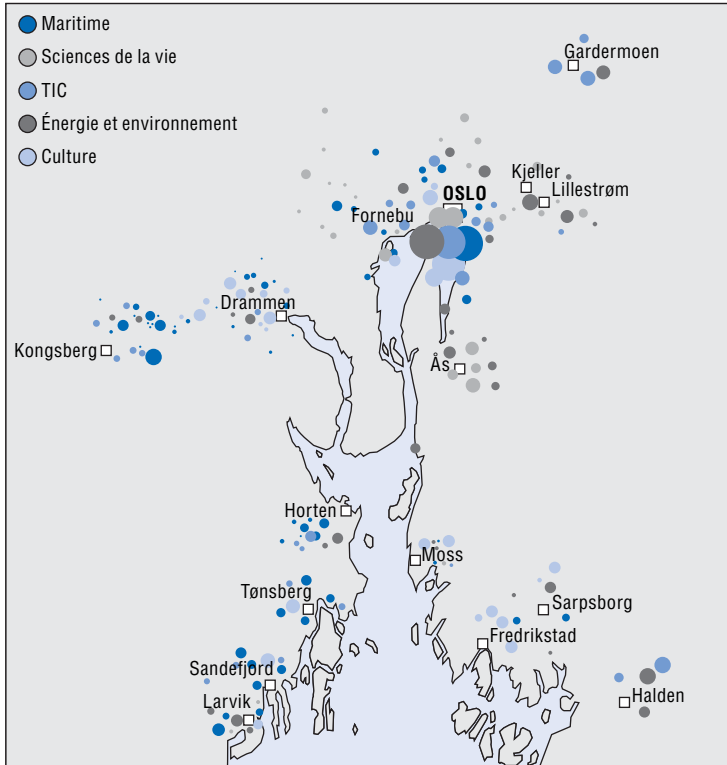 Maritime
Sciences de la vie
TIC
Énergie et environnement
Culture
Gardermoen
Kjeller
OSLO
Lillestrøm
Fornebu
Drammen
Kongsberg
Ås
Horten
Moss
Tønsberg
Sarpsborg
Fredrikstad
Sandefjord
Halden
Larvik